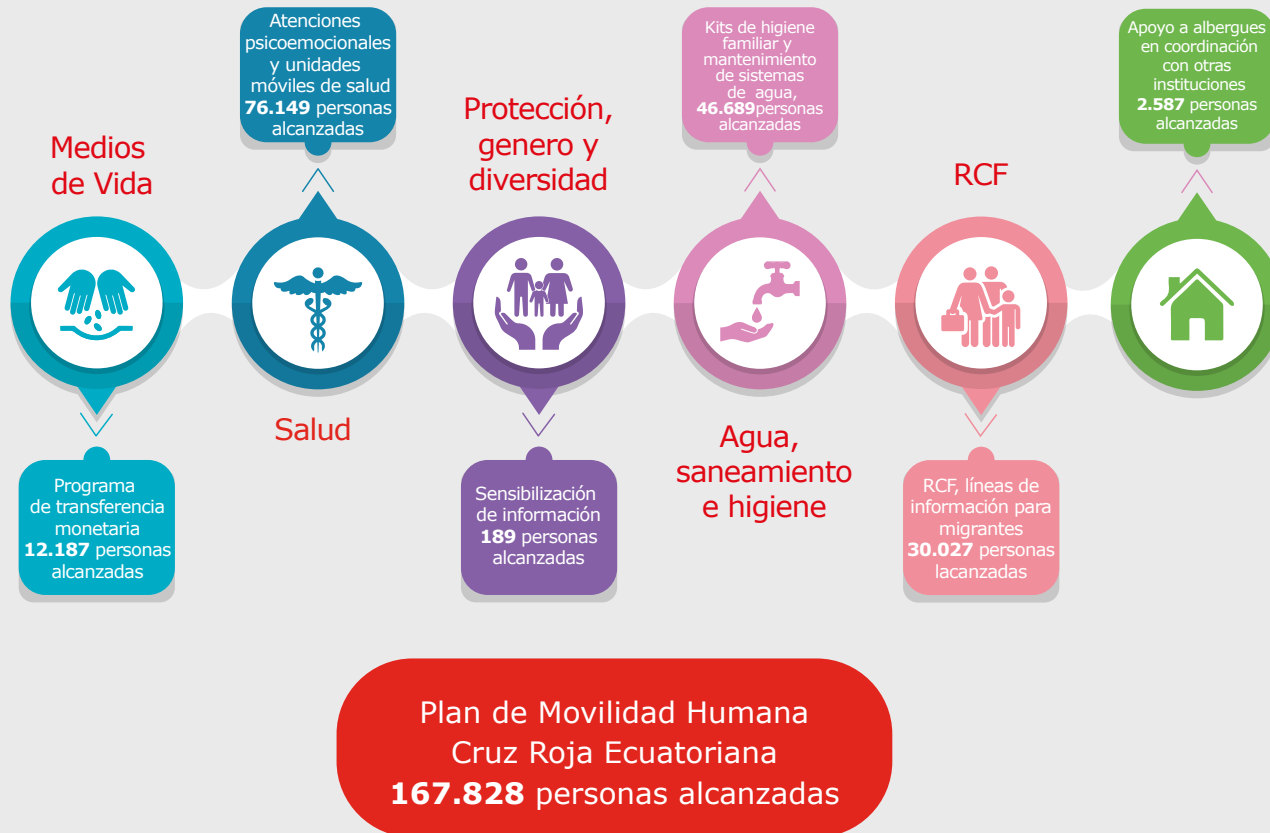 Medios
de Vida
Programa
de transferencia
monetaria
12.187 personas
alcanzadas
Atenciones
psicoemocionales
y unidades
móviles de salud
76.149 personas
alcanzadas
Salud
Protección,
genero y
diversidad
Sensibilización
de información
189 personas
alcanzadas
Kits de higiene
familiar y
mantenimiento
de sistemas
de agua,
46.689personas
alcanzadas
Agua,
saneamiento
e higiene
RCF
RCF, líneas de
información para
migrantes
30.027 personas
lacanzadas
Apoyo a albergues
en coordinación
con otras
instituciones
2.587 personas
alcanzadas
Plan de Movilidad Humana
Cruz Roja Ecuatoriana
167.828 personas alcanzadas